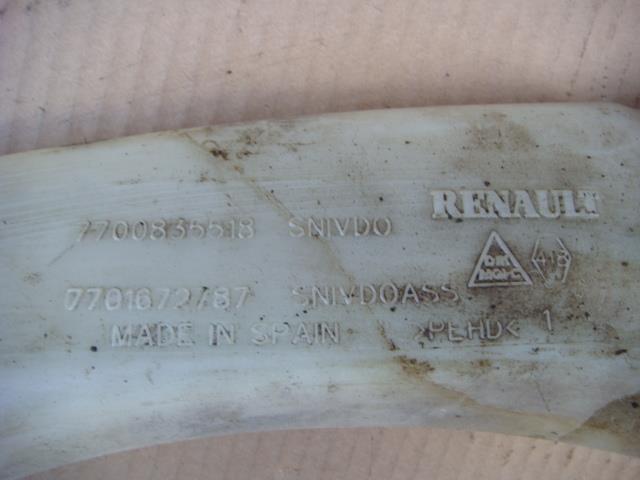 RENAULT
7700835518 SNIVDO
7701672787 SNIVDOASS
MADE IN SPAIN >PEHD< 1